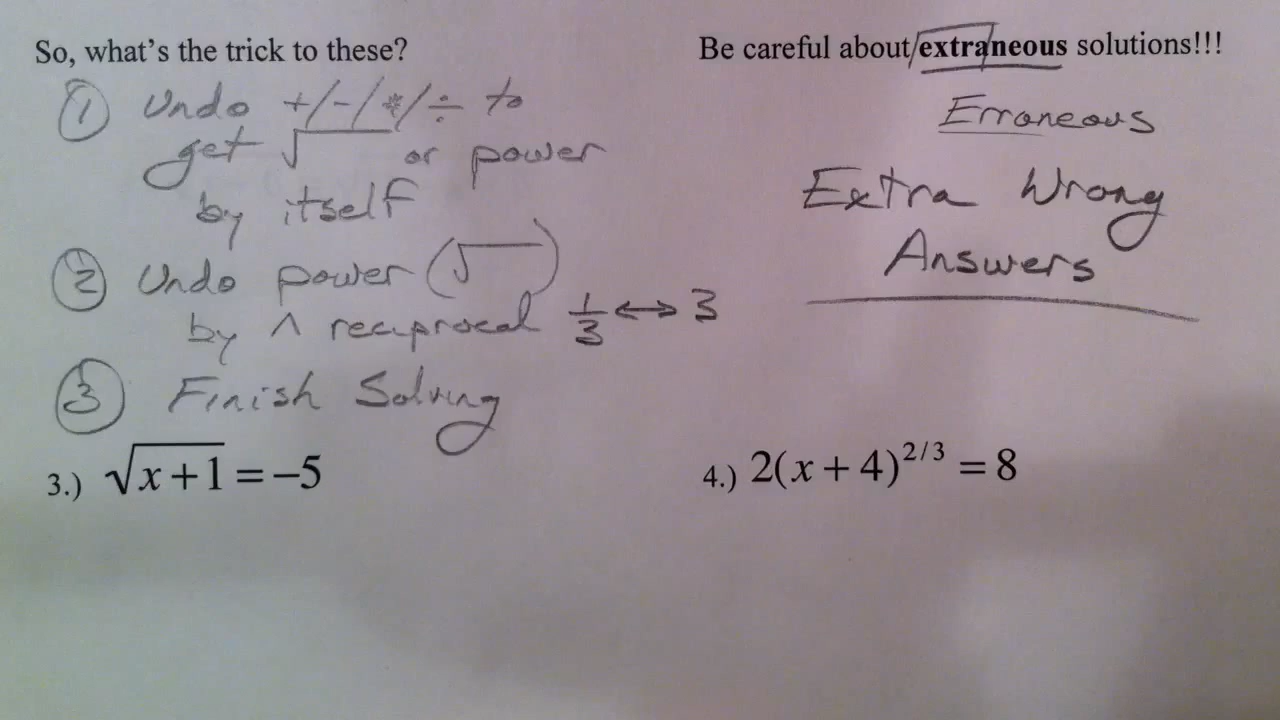 So, what's the trick to these?
① Undo +/-/*/÷ to
get √ or power
by itself
② Undo power (√ )
by ^ reciprocal 1/3 ↔ 3
③ Finish Solving
3.) √x+1 = −5
Be careful about extraneous solutions!!!
Erroneous
Extra Wrong
Answers
4.) 2(x + 4)^2/3 = 8